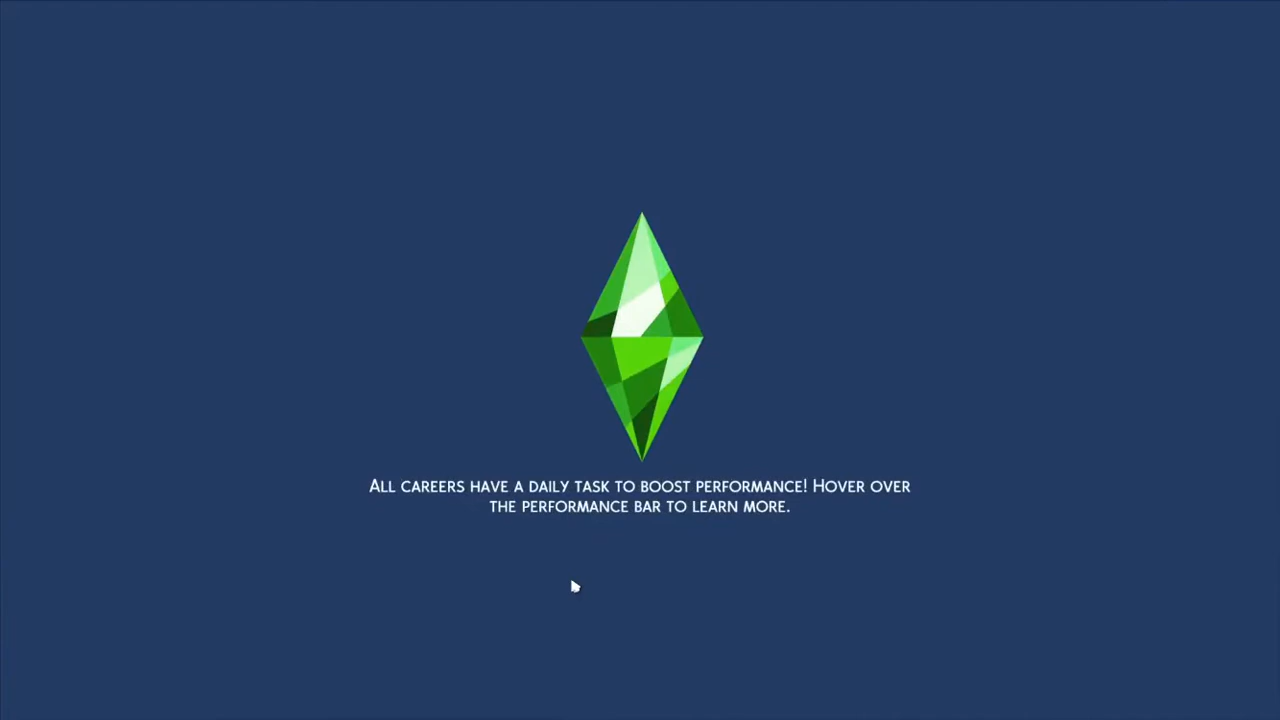 All careers have a daily task to boost performance! Hover over
the performance bar to learn more.